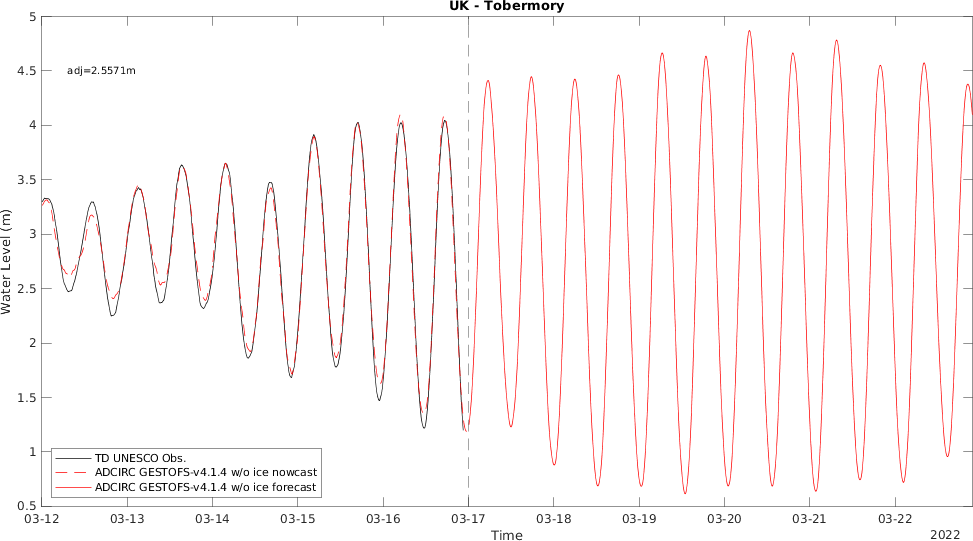 UK - Tobermory
5
4.5
4
3.5
3
2.5
2
1.5
1
0.5
Water Level (m)
adj=2.5571m
TD UNESCO Obs.
ADCIRC GESTOFS-v4.1.4 w/o ice nowcast
ADCIRC GESTOFS-v4.1.4 w/o ice forecast
03-12 03-13 03-14 03-15 03-16 03-17 03-18 03-19 03-20 03-21 03-22
Time
2022